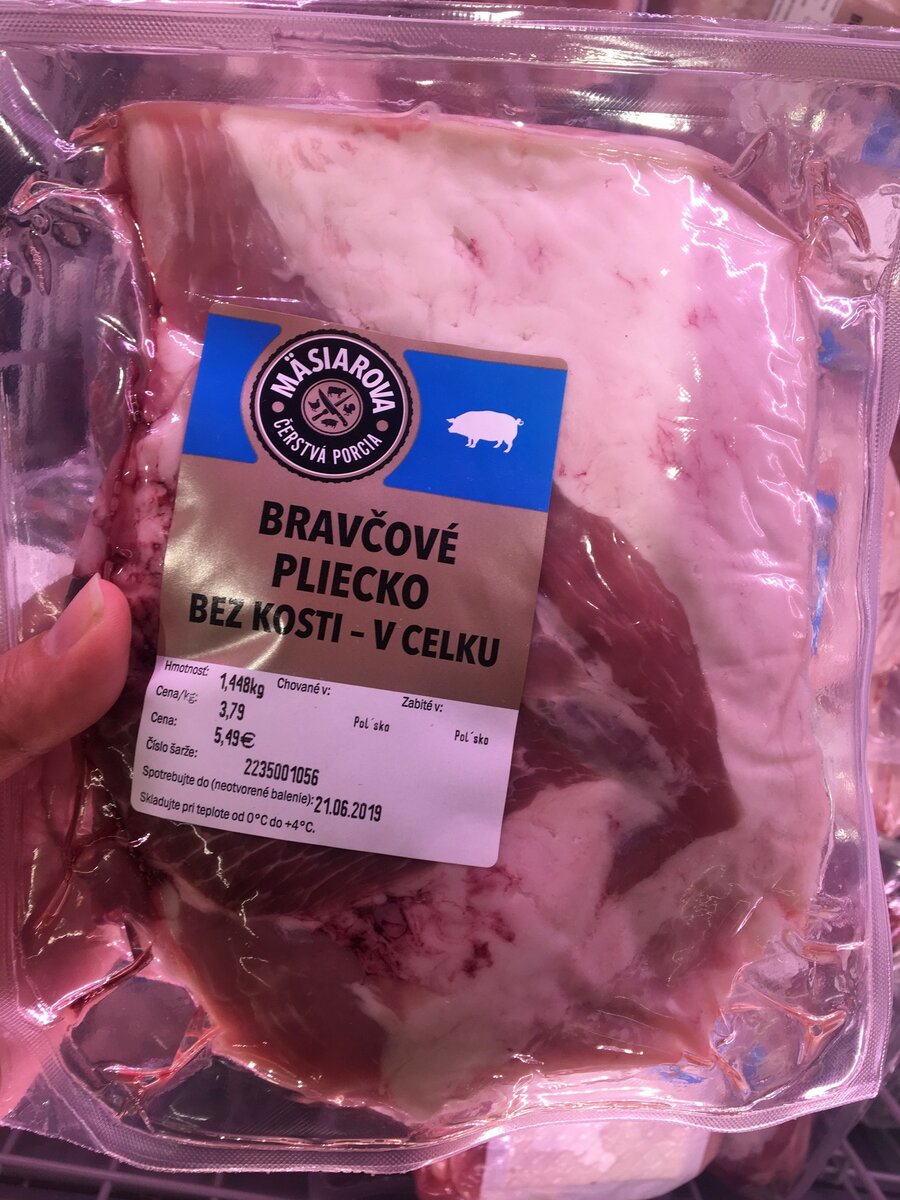 MÄSIAROVA
ČERSTVÁ PORCIA
BRAVČOVÉ
PLIECKO
BEZ KOSTI – V CELKU
Hmotnosť: 1,448kg Chované v: Zabité v:
Cena/kg: 3,79 Poľsko Poľsko
Cena: 5,49€
Číslo šarže: 2235001056
Spotrebujte do (neotvorené balenie): 21.06.2019
Skladujte pri teplote od 0°C do +4°C.